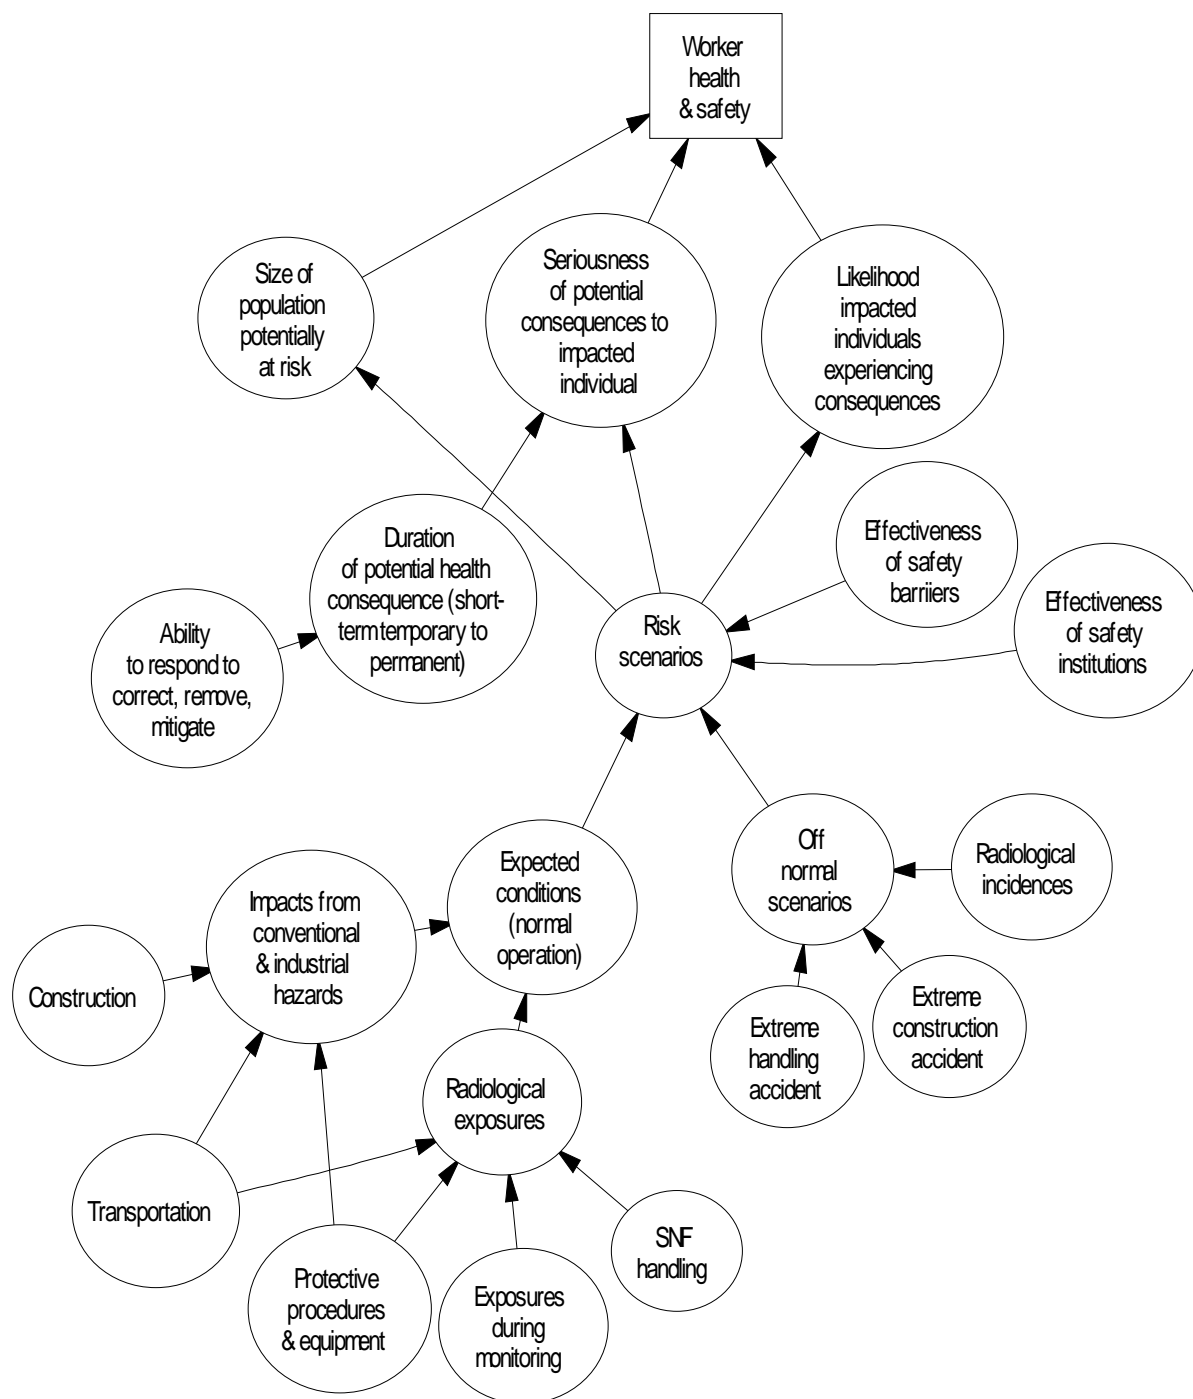 Worker
health
& safety
Size of
population
potentially
at risk
Seriousness
of potential
consequences to
impacted
individual
Likelihood
impacted
individuals
experiencing
consequences
Duration
of potential health
consequence (short-
term temporary to
permanent)
Effectiveness
of safety
barriiers
Effectiveness
of safety
institutions
Ability
to respond to
correct, remove,
mitigate
Risk
scenarios
Expected
conditions
(normal
operation)
Off
normal
scenarios
Radiological
incidences
Impacts from
conventional
& industrial
hazards
Construction
Extreme
handling
accident
Extreme
construction
accident
Radiological
exposures
Transportation
Protective
procedures
& equipment
Exposures
during
monitoring
SNF
handling